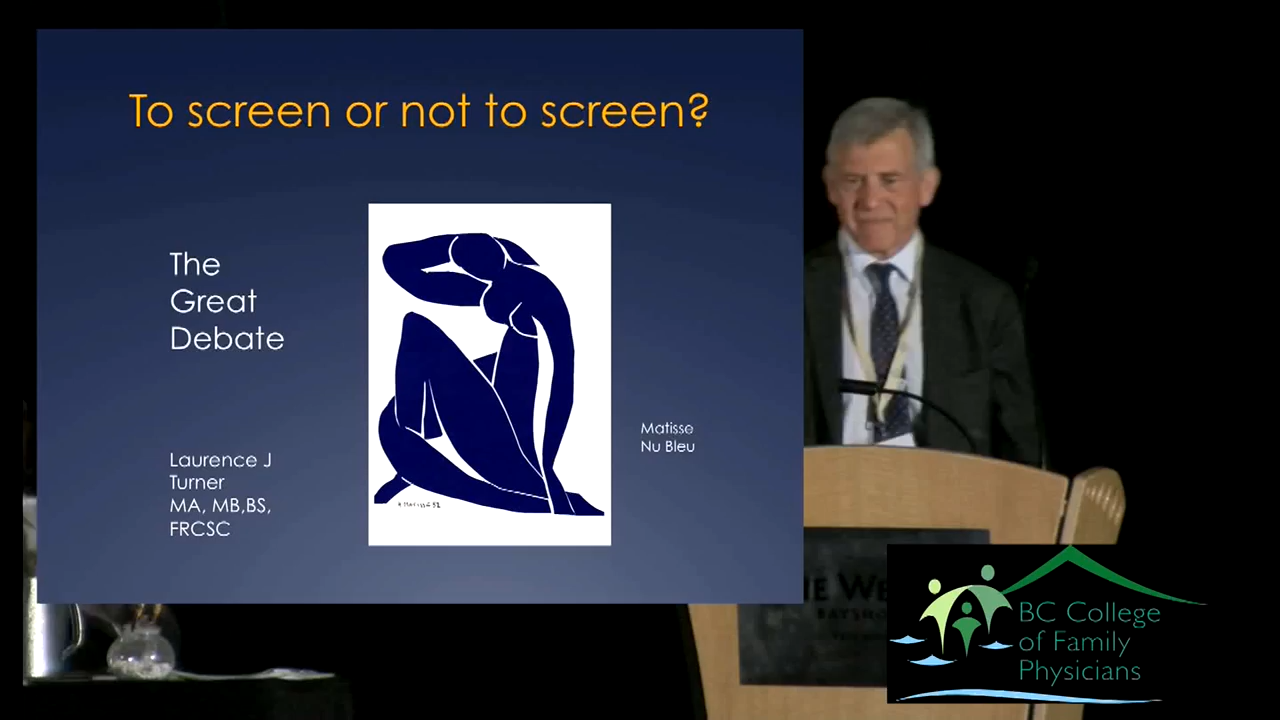 To screen or not to screen?
The
Great
Debate
Laurence J
Turner
MA, MB,BS,
FRCSC
Matisse
Nu Bleu
BC College
of Family
Physicians